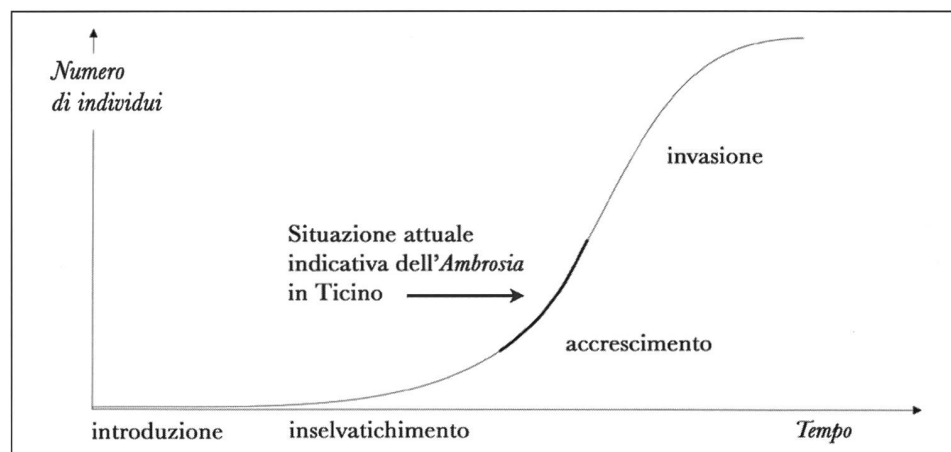 Numero
di individui
invasione
Situazione attuale
indicativa dell'Ambrosia
in Ticino
accrescimento
introduzione
inselvatichimento
Tempo